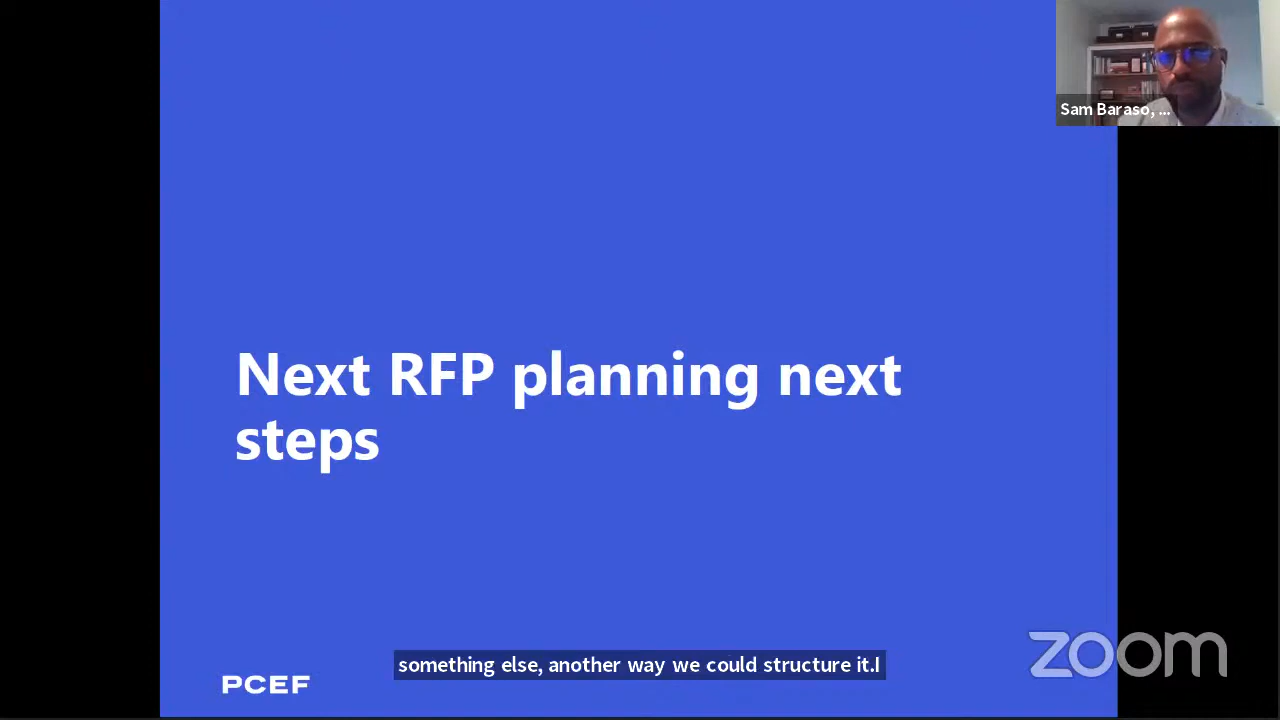 Sam Baraso, ...
Next RFP planning next
steps
something else, another way we could structure it.I
PCEF
zoom